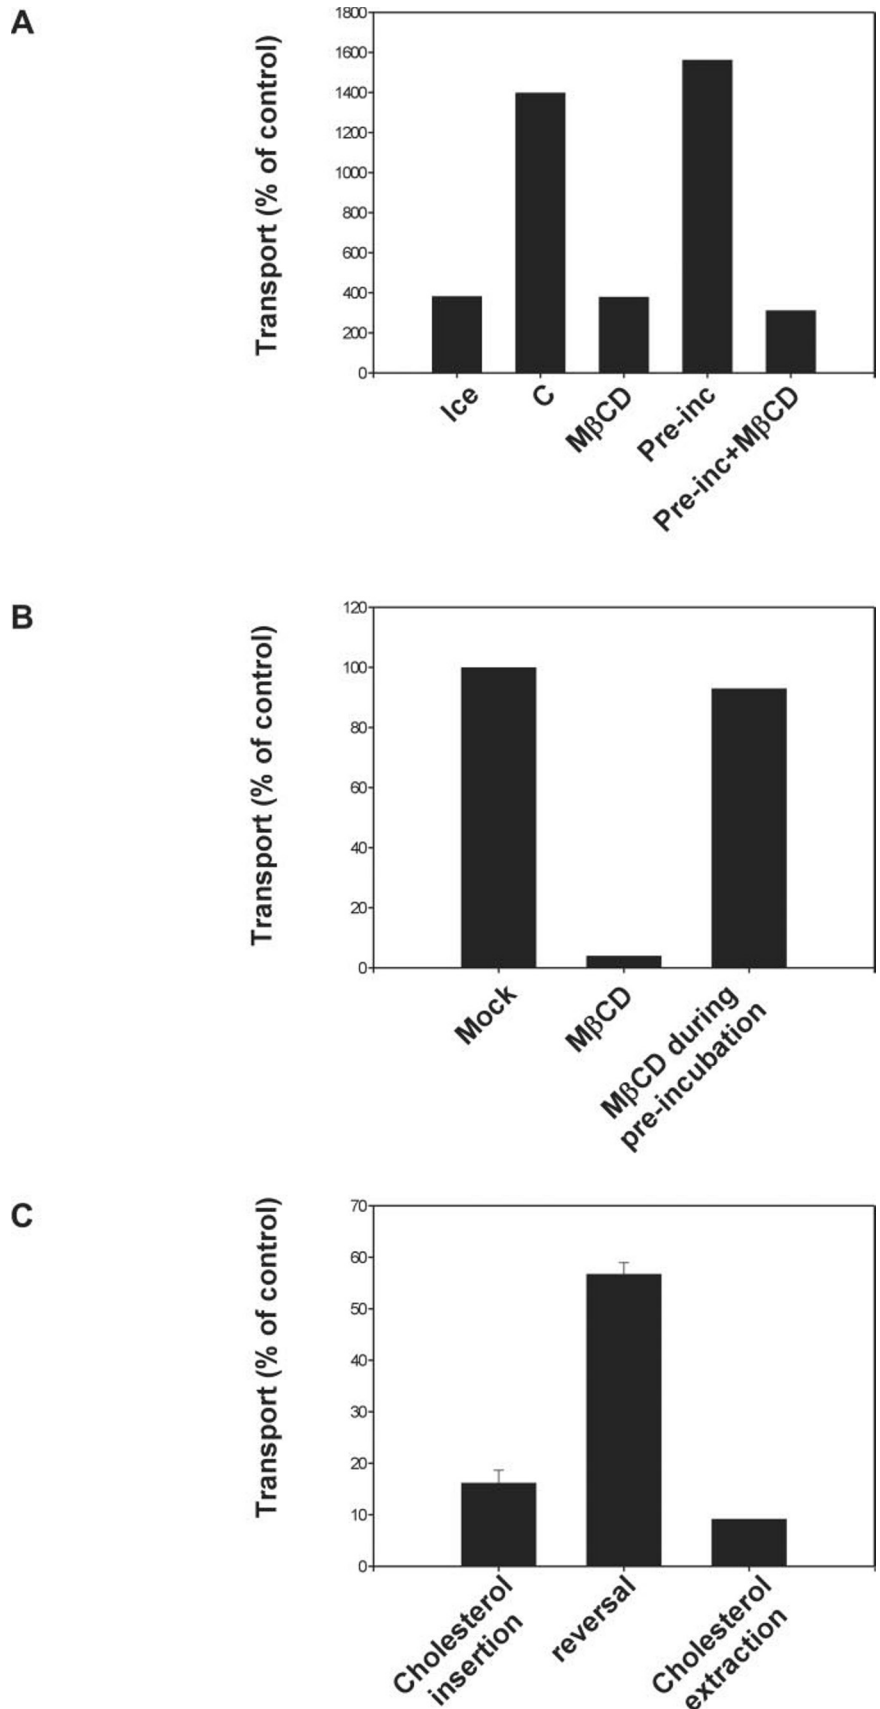 A
Transport (% of control)
1800
1600
1400
1200
1000
800
600
400
200
0
Ice
C
MβCD
Pre-inc
Pre-inc+MβCD
B
Transport (% of control)
120
100
80
60
40
20
0
Mock
MβCD
MβCD during
pre-incubation
C
Transport (% of control)
70
60
50
40
30
20
10
0
Cholesterol
insertion
reversal
Cholesterol
extraction